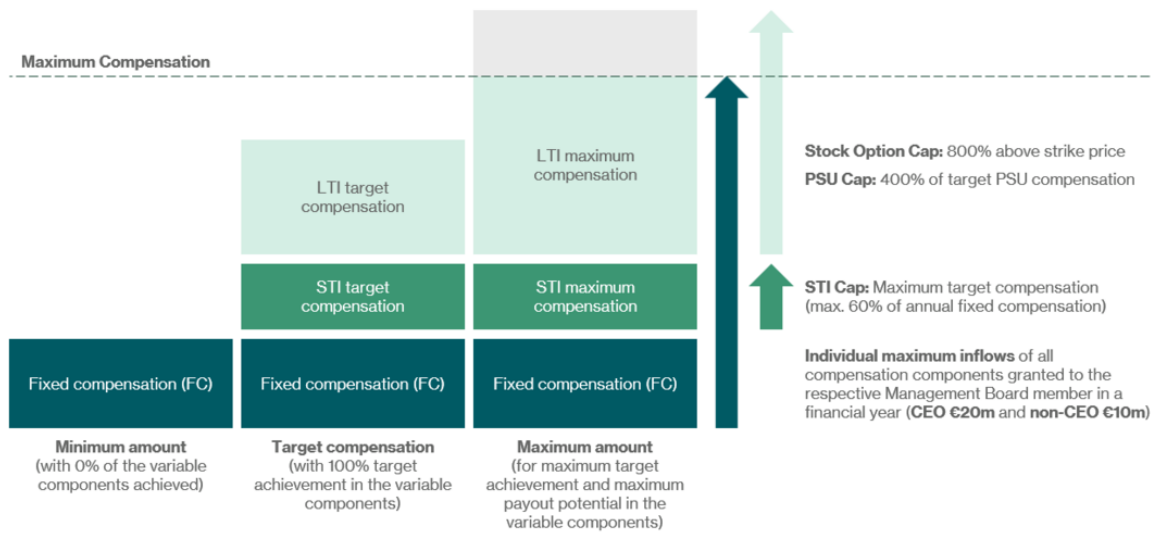 Maximum Compensation
LTI target
compensation
LTI maximum
compensation
Stock Option Cap: 800% above strike price
PSU Cap: 400% of target PSU compensation
STI target
compensation
STI maximum
compensation
STI Cap: Maximum target compensation
(max. 60% of annual fixed compensation)
Fixed compensation (FC)
Fixed compensation (FC)
Fixed compensation (FC)
Individual maximum inflows of all
compensation components granted to the
respective Management Board member in a
financial year (CEO €20m and non-CEO €10m)
Minimum amount
(with 0% of the variable
components achieved)
Target compensation
(with 100% target
achievement in the variable
components)
Maximum amount
(for maximum target
achievement and maximum
payout potential in the
variable components)